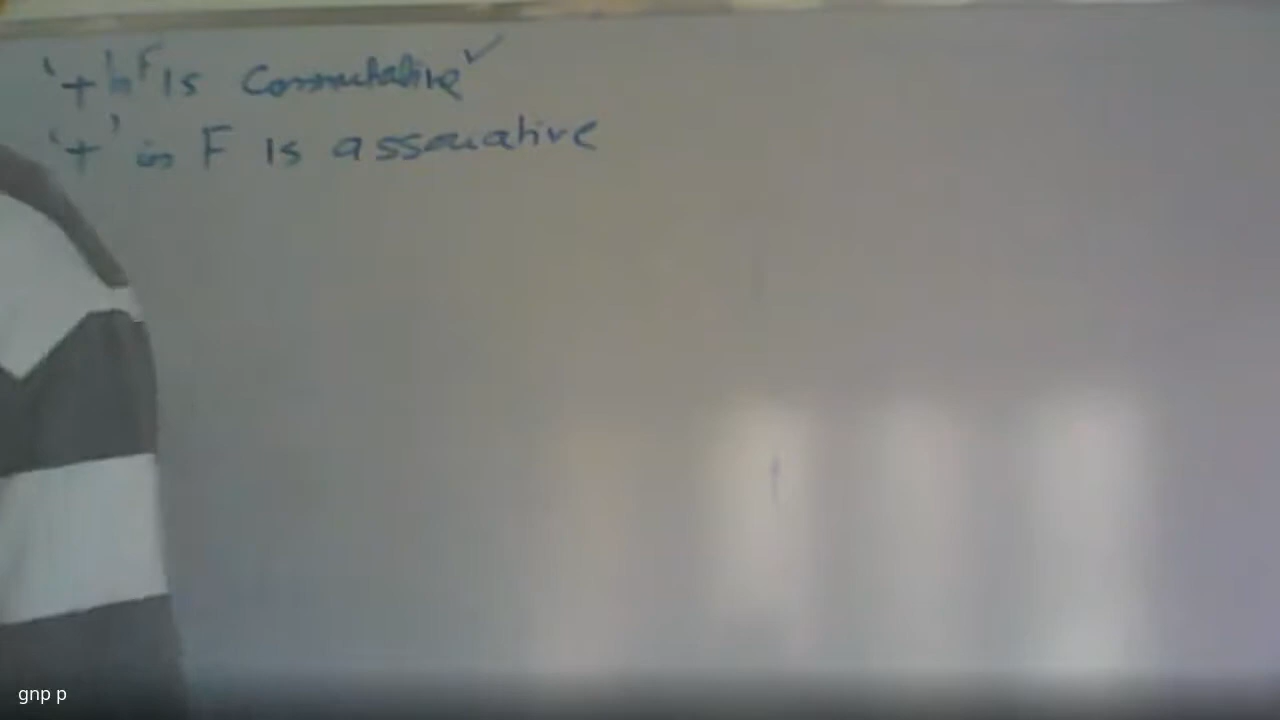 '+ in F is Commutative ✓
'+' in F is associative
gnp p